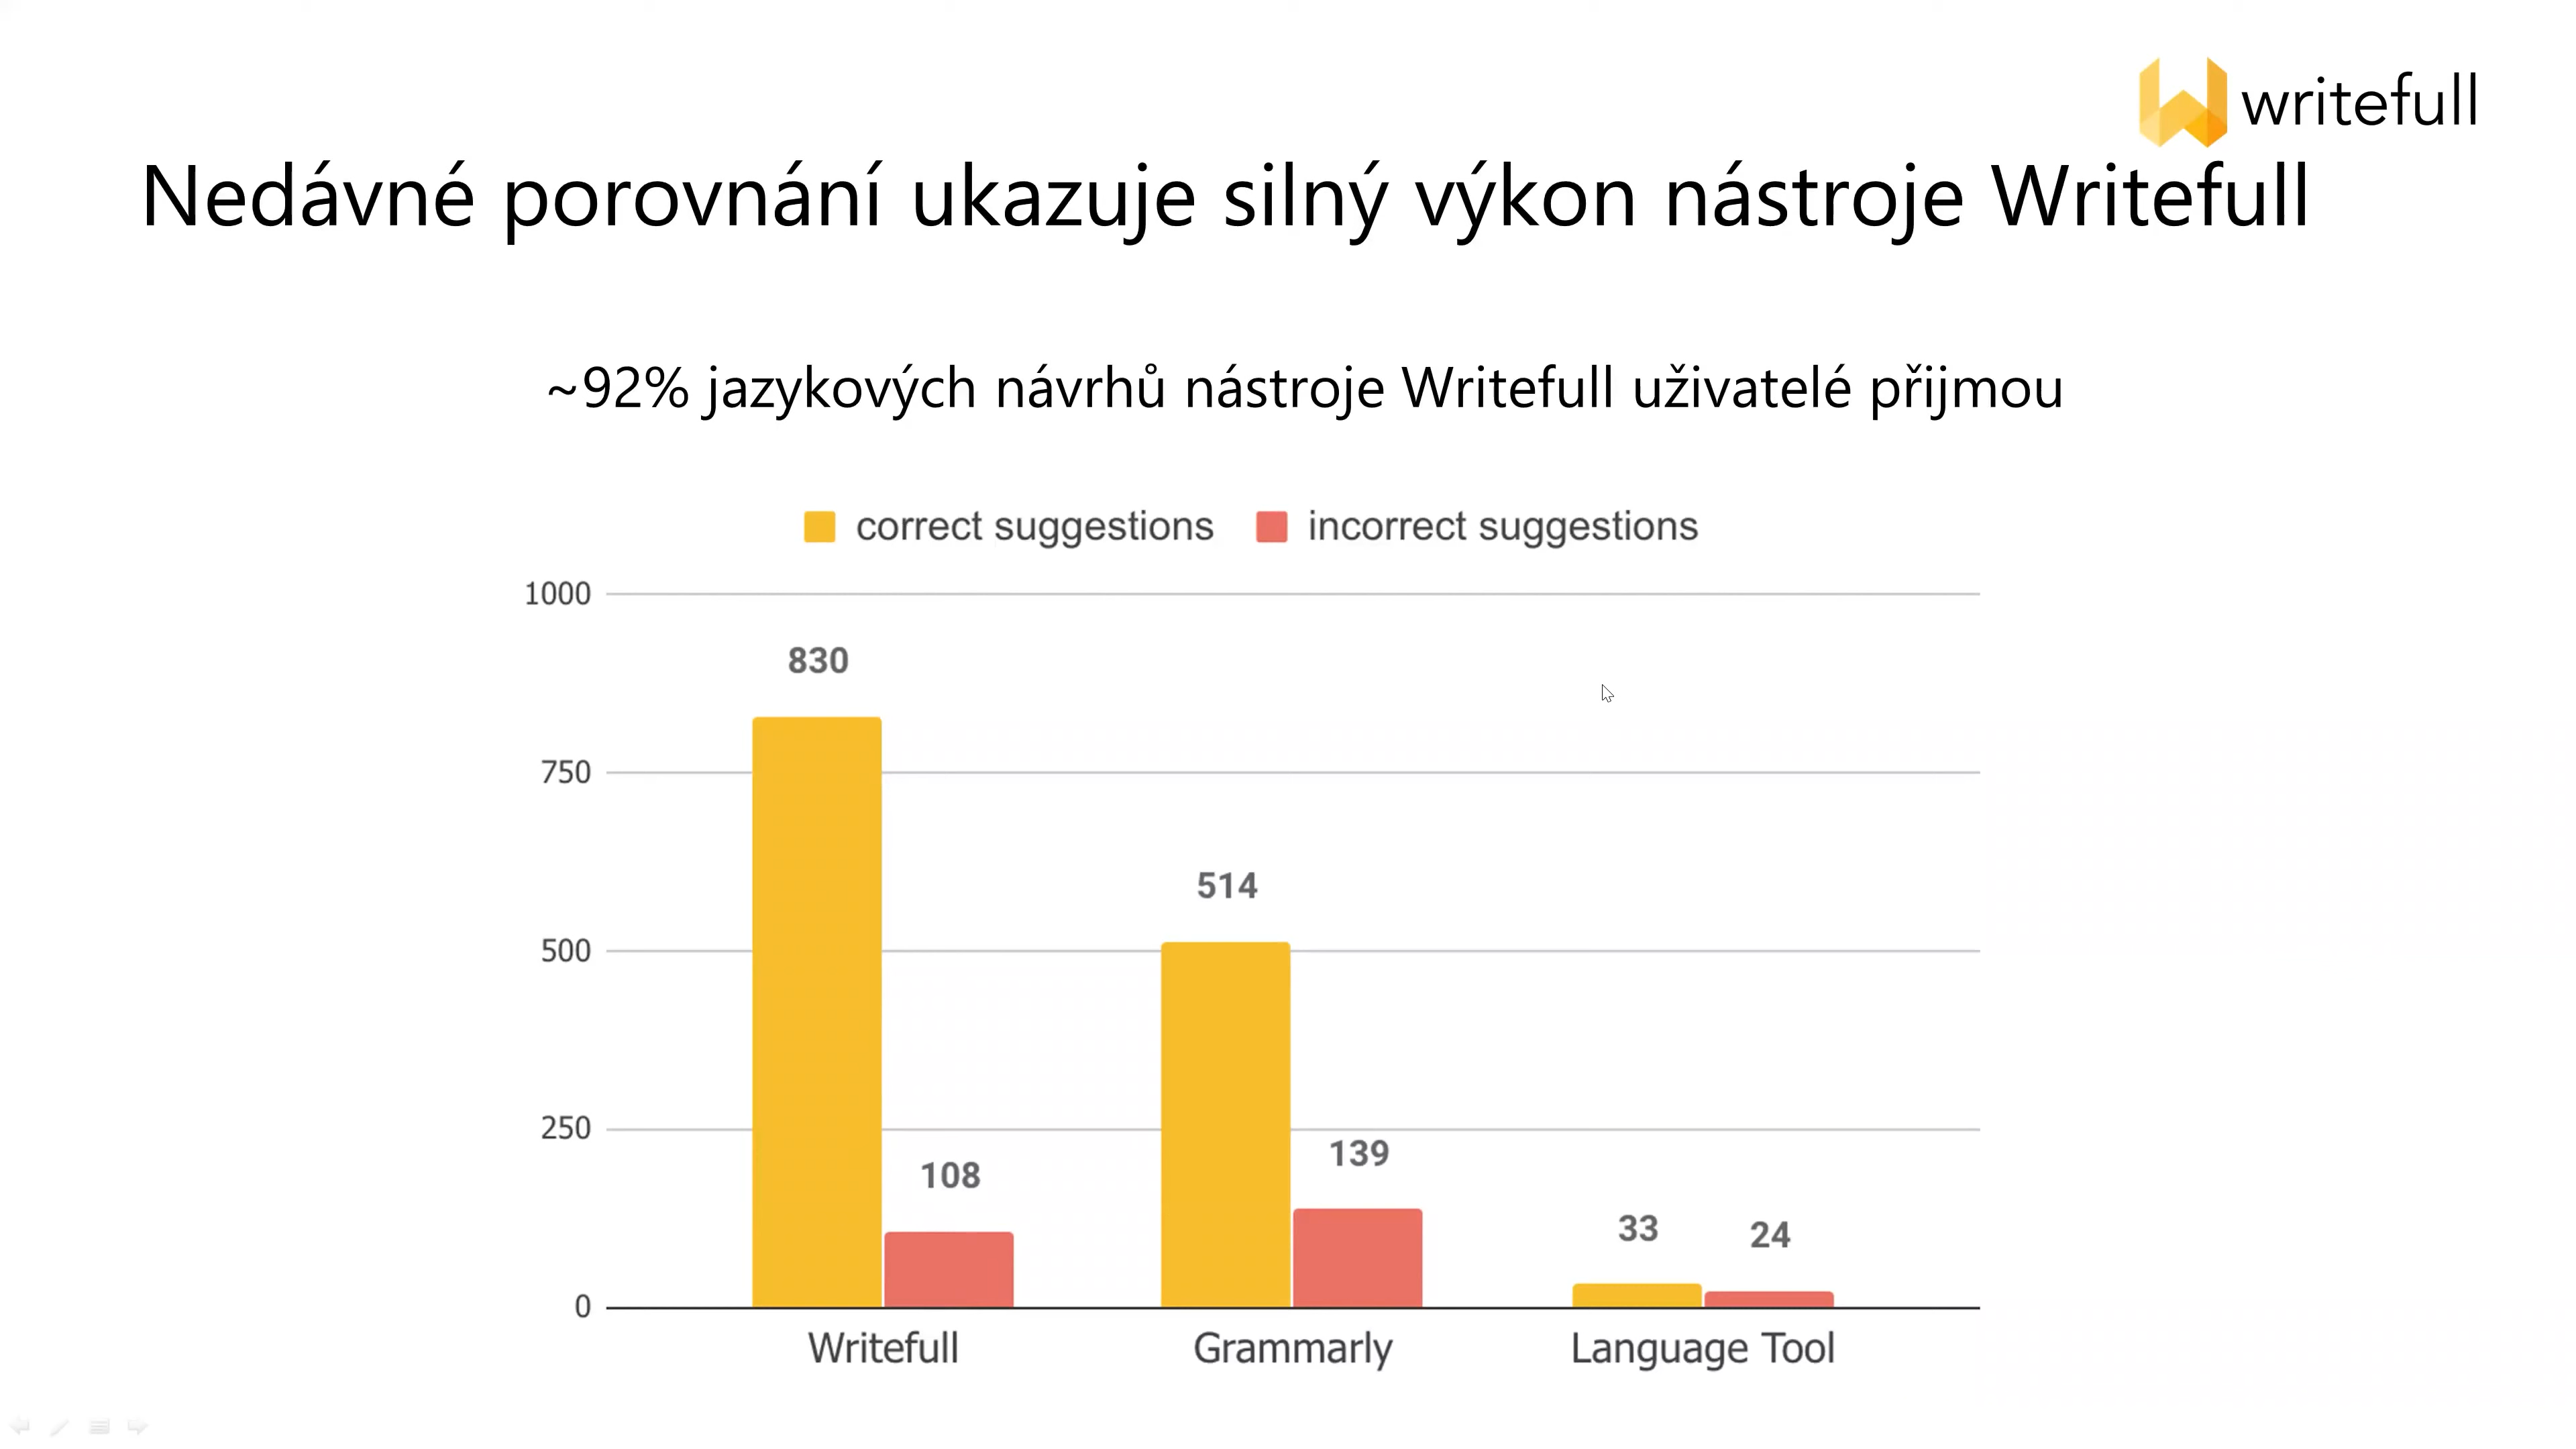 writefull
Nedávné porovnání ukazuje silný výkon nástroje Writefull
~92% jazykových návrhů nástroje Writefull uživatelé přijmou
correct suggestions incorrect suggestions
1000
830
750
514
500
250
139
108
33 24
0
Writefull Grammarly Language Tool